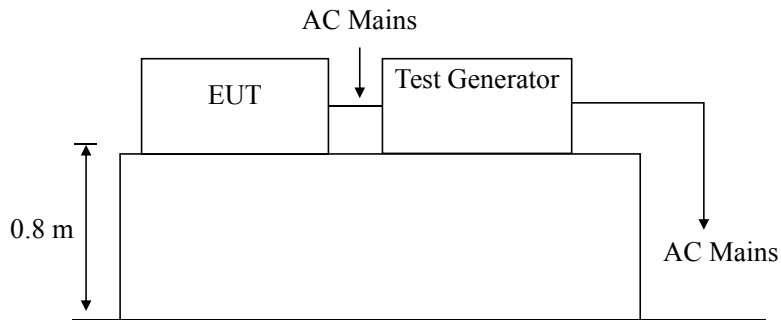 AC Mains
EUT
Test Generator
0.8 m
AC Mains